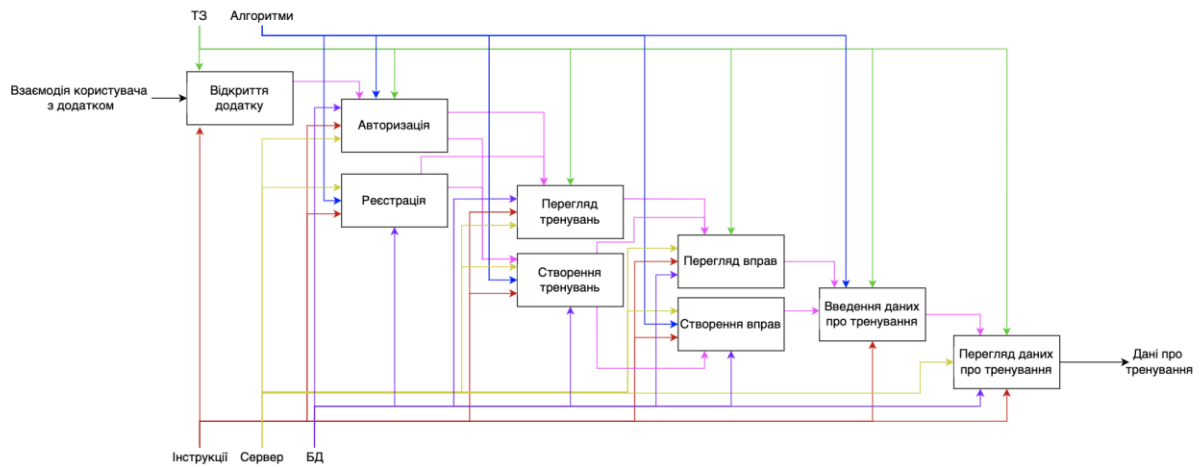 ТЗ
Алгоритми
Взаємодія користувача
з додатком
Відкриття
додатку
Авторизація
Реєстрація
Перегляд
тренувань
Створення
тренувань
Перегляд вправ
Створення вправ
Введення даних
про тренування
Перегляд даних
про тренування
Дані про
тренування
Інструкції
Сервер
БД